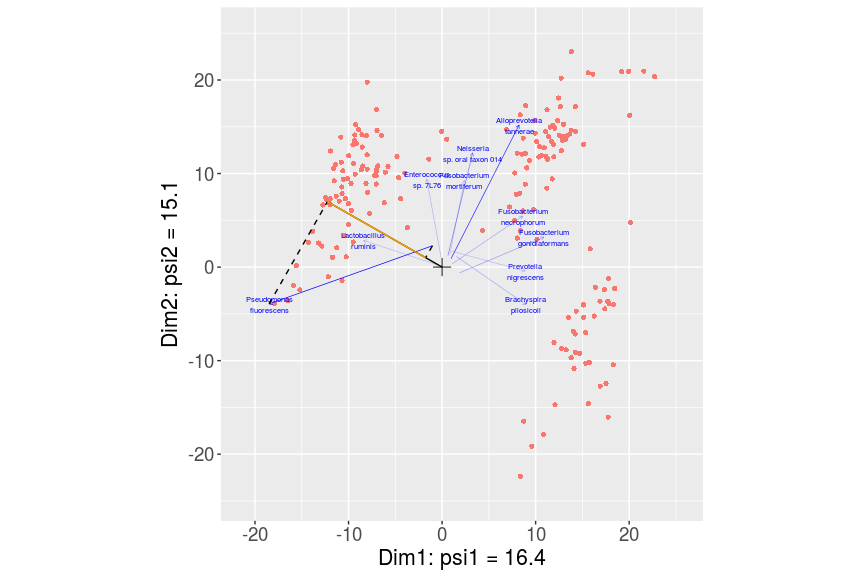 20
10
0
-10
-20
Dim2: psi2 = 15.1
Alloprevotella
tannerae
Neisseria
sp. oral taxon 014
Enterococcus
sp. 7L76
Fusobacterium
mortiferum
Fusobacterium
necrophorum
Fusobacterium
gonidiaformans
Lactobacillus
ruminis
Prevotella
nigrescens
Pseudomonas
fluorescens
Brachyspira
pilosicoli
-20
-10
0
10
20
Dim1: psi1 = 16.4